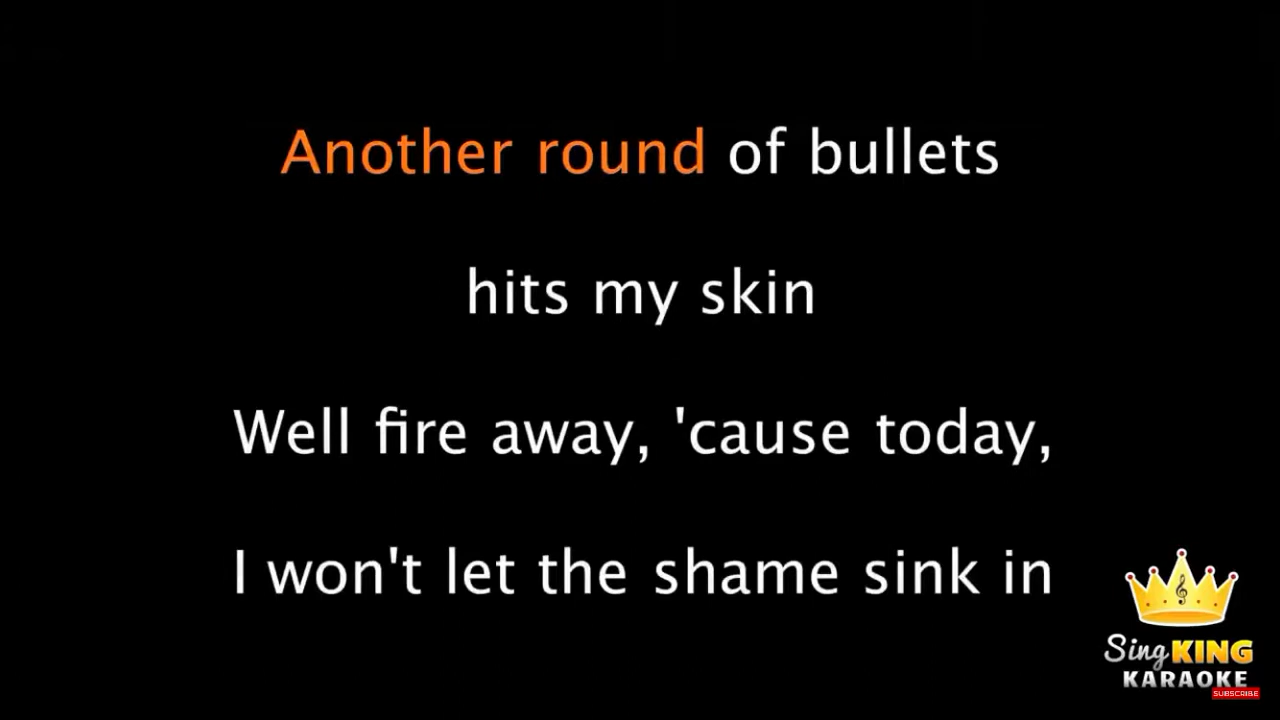 Another round of bullets
hits my skin
Well fire away, 'cause today,
I won't let the shame sink in
Sing KING
KARAOKE
SUBSCRIBE